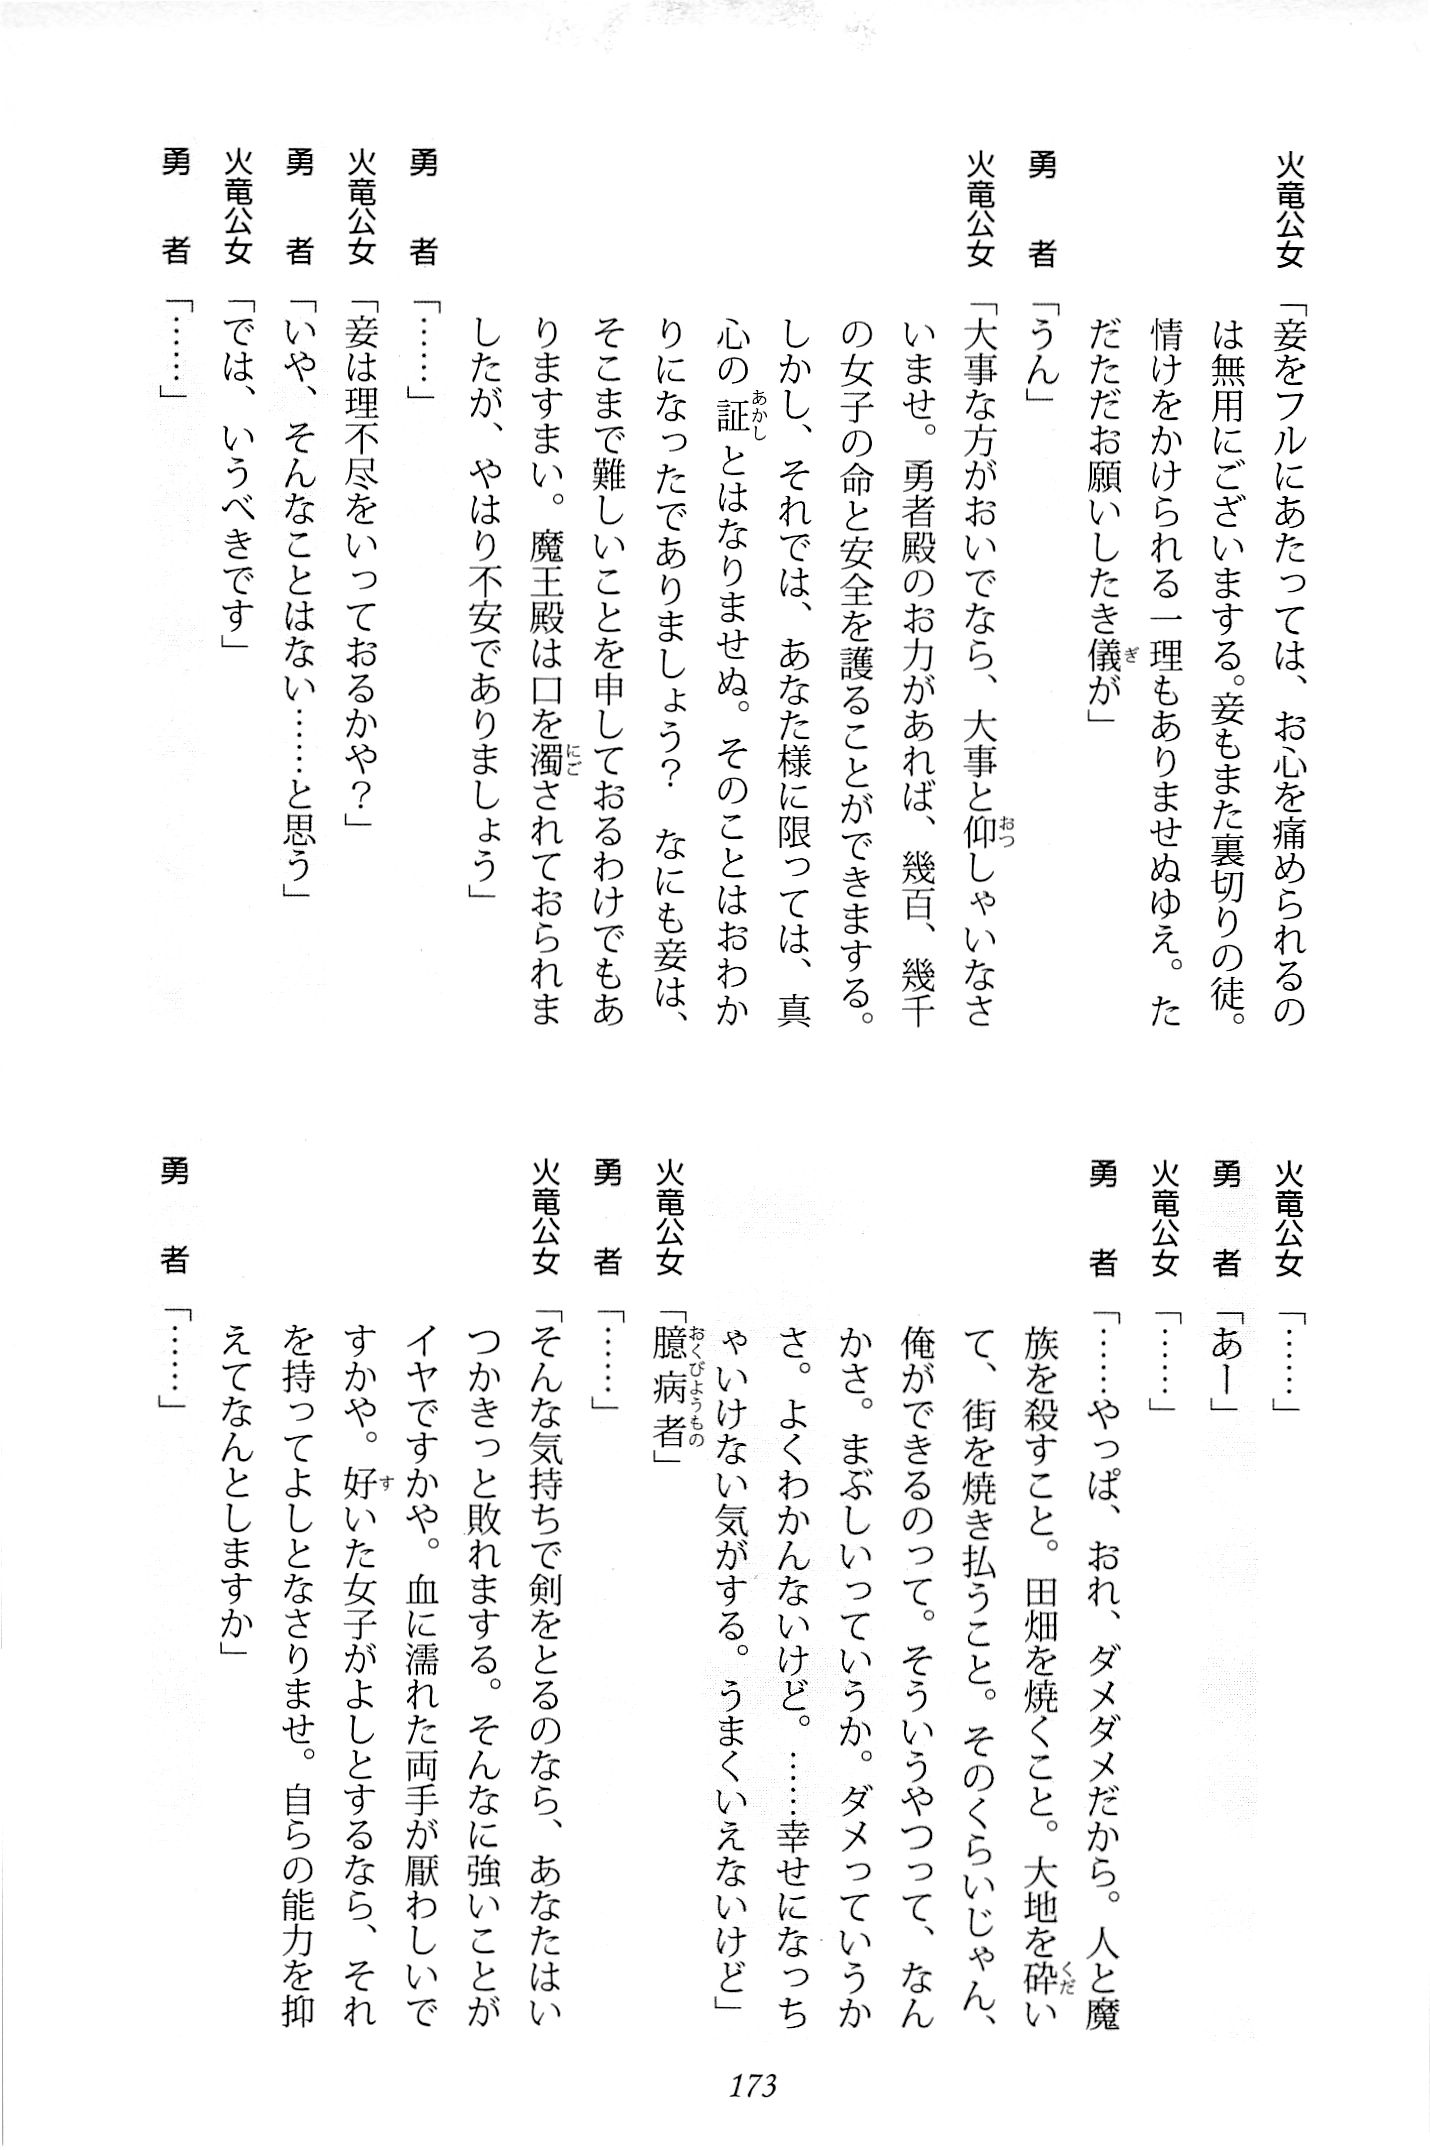 火竜公女「妾をフルにあたっては、お心を痛められるの
は無用にございまする。妾もまた裏切りの徒。
情けをかけられる一理もありませぬゆえ。た
だただお願いしたき儀が」
勇　者「うん」
火竜公女「大事な方がおいでなら、大事と仰しゃいなさ
いませ。勇者殿のお力があれば、幾百、幾千
の女子の命と安全を護ることができまする。
しかし、それでは、あなた様に限っては、真
心の証とはなりませぬ。そのことはおわか
りになったでありましょう？　なにも妾は、
そこまで難しいことを申しておるわけでもあ
りますまい。魔王殿は口を濁されておられま
したが、やはり不安でありましょう」
勇　者「……」
火竜公女「妾は理不尽をいっておるかや？」
勇　者「いや、そんなことはない……と思う」
火竜公女「では、いうべきです」
勇　者「……」
火竜公女「……」
勇　者「あー」
火竜公女「……」
勇　者「……やっぱ、おれ、ダメダメだから。人と魔
族を殺すこと。田畑を焼くこと。大地を砕い
て、街を焼き払うこと。そのくらいじゃん、
俺ができるのって。そういうやつって、なん
かさ。まぶしいっていうか。ダメっていうか
さ。よくわかんないけど。……幸せになっち
ゃいけない気がする。うまくいえないけど」
火竜公女「臆病者」
勇　者「……」
火竜公女「そんな気持ちで剣をとるのなら、あなたはい
つかきっと敗れまする。そんなに強いことが
イヤですかや。血に濡れた両手が厭わしいで
すかや。好いた女子がよしとするなら、それ
を持ってよしとなさりませ。自らの能力を抑
えてなんとしますか」
勇　者「……」
173